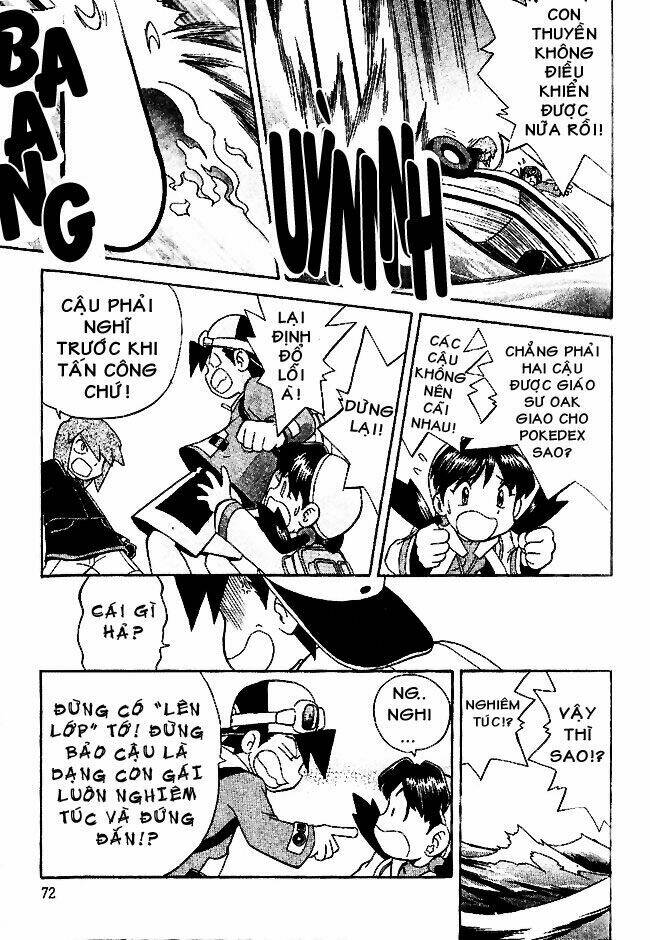 CON
THUYỀN
KHÔNG
ĐIỀU
KHIỂN
ĐƯỢC
NỮA RỒI!
UỲNNNH
BA
A
NG
CHẲNG PHẢI
HAI CẬU
ĐƯỢC GIÁO
SƯ OAK
GIAO CHO
POKEDEX
SAO?
CÁC
CẬU
KHÔNG
NÊN
CÃI
NHAU!
DỪNG
LẠI!
LẠI
ĐỊNH
ĐỔ
LỖI
À!
CẬU PHẢI
NGHĨ
TRƯỚC KHI
TẤN CÔNG
CHỨ!
CÁI GÌ
HẢ?
VẬY
THÌ
SAO!?
NGHIÊM
TÚC!?
NG.
NGHI
...
ĐỪNG CÓ "LÊN
LỚP" TỚ! ĐỪNG
BẢO CẬU LÀ
DẠNG CON GÁI
LUÔN NGHIÊM
TÚC VÀ ĐỨNG
ĐẮN!?
72